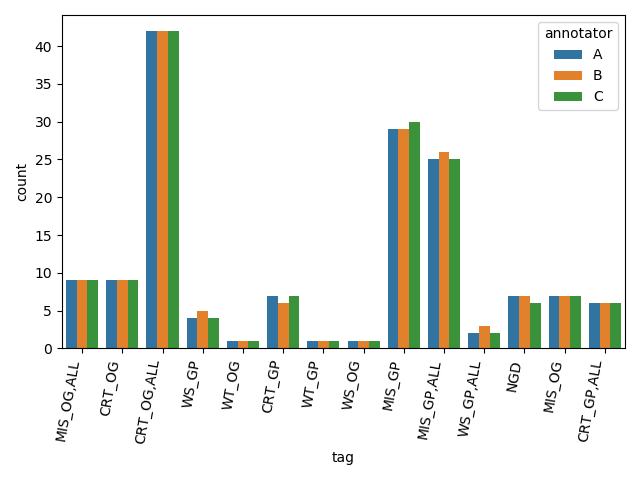 annotator
A
B
C
count
40
35
30
25
20
15
10
5
0
MIS_OG,ALL
CRT_OG
CRT_OG,ALL
WS_GP
WT_OG
CRT_GP
WT_GP
WS_OG
MIS_GP
MIS_GP,ALL
WS_GP,ALL
NGD
MIS_OG
CRT_GP,ALL
tag